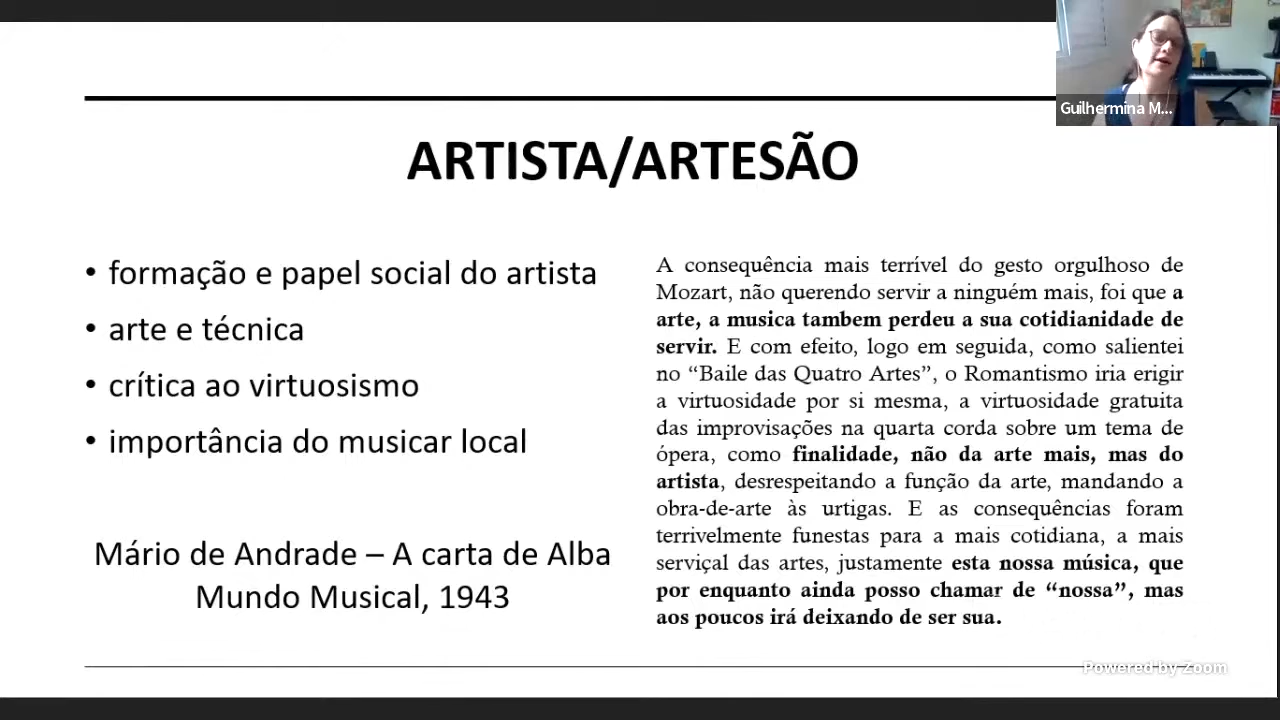 Guilhermina M...
ARTISTA/ARTESÃO
• formação e papel social do artista
• arte e técnica
• crítica ao virtuosismo
• importância do musicar local
Mário de Andrade – A carta de Alba
Mundo Musical, 1943
A consequência mais terrível do gesto orgulhoso de
Mozart, não querendo servir a ninguém mais, foi que a
arte, a musica tambem perdeu a sua cotidianidade de
servir. E com efeito, logo em seguida, como salientei
no “Baile das Quatro Artes”, o Romantismo iria erigir
a virtuosidade por si mesma, a virtuosidade gratuita
das improvisações na quarta corda sobre um tema de
ópera, como finalidade, não da arte mais, mas do
artista, desrespeitando a função da arte, mandando a
obra-de-arte às urtigas. E as consequências foram
terrivelmente funestas para a mais cotidiana, a mais
serviçal das artes, justamente esta nossa música, que
por enquanto ainda posso chamar de “nossa”, mas
aos poucos irá deixando de ser sua.
Powered by Zoom